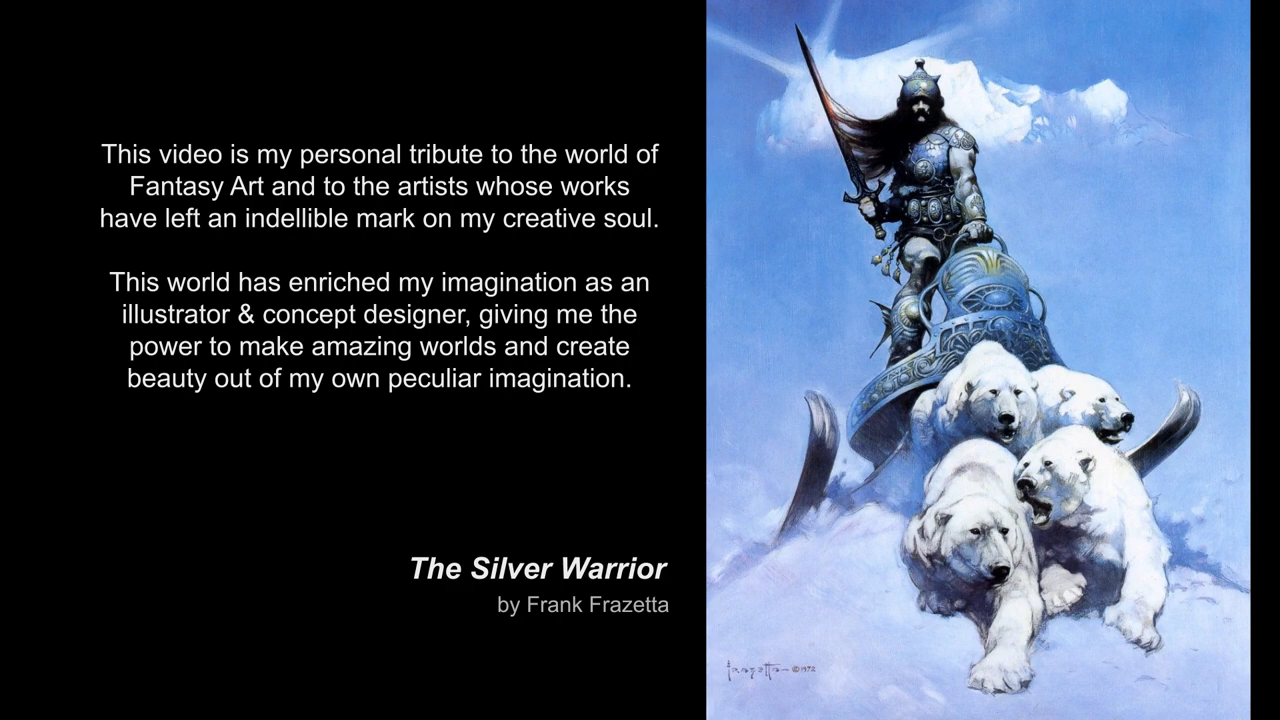 This video is my personal tribute to the world of
Fantasy Art and to the artists whose works
have left an indellible mark on my creative soul.
This world has enriched my imagination as an
illustrator & concept designer, giving me the
power to make amazing worlds and create
beauty out of my own peculiar imagination.
The Silver Warrior
by Frank Frazetta
frazetta ©1972